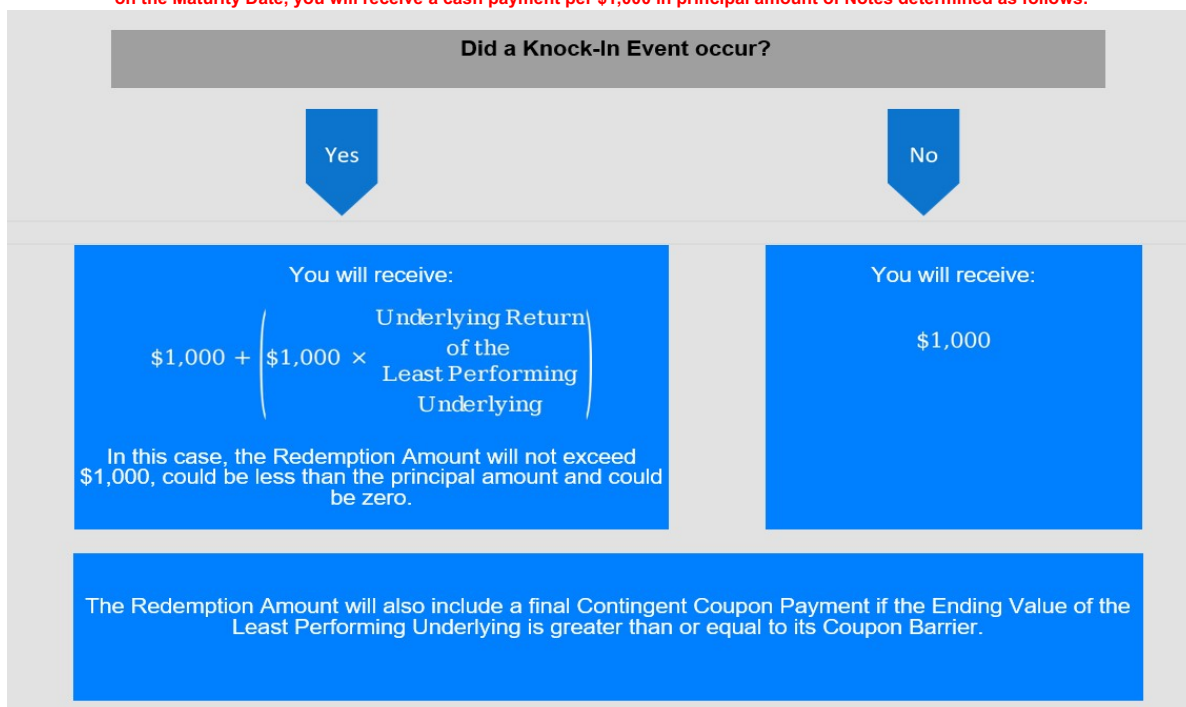 on the Maturity Date, you will receive a cash payment per $1,000 in principal amount of Notes determined as follows:
Did a Knock-In Event occur?
Yes
No
You will receive:
$1,000 + ($1,000 × Underlying Return
of the
Least Performing
Underlying)
In this case, the Redemption Amount will not exceed
$1,000, could be less than the principal amount and could
be zero.
You will receive:
$1,000
The Redemption Amount will also include a final Contingent Coupon Payment if the Ending Value of the
Least Performing Underlying is greater than or equal to its Coupon Barrier.